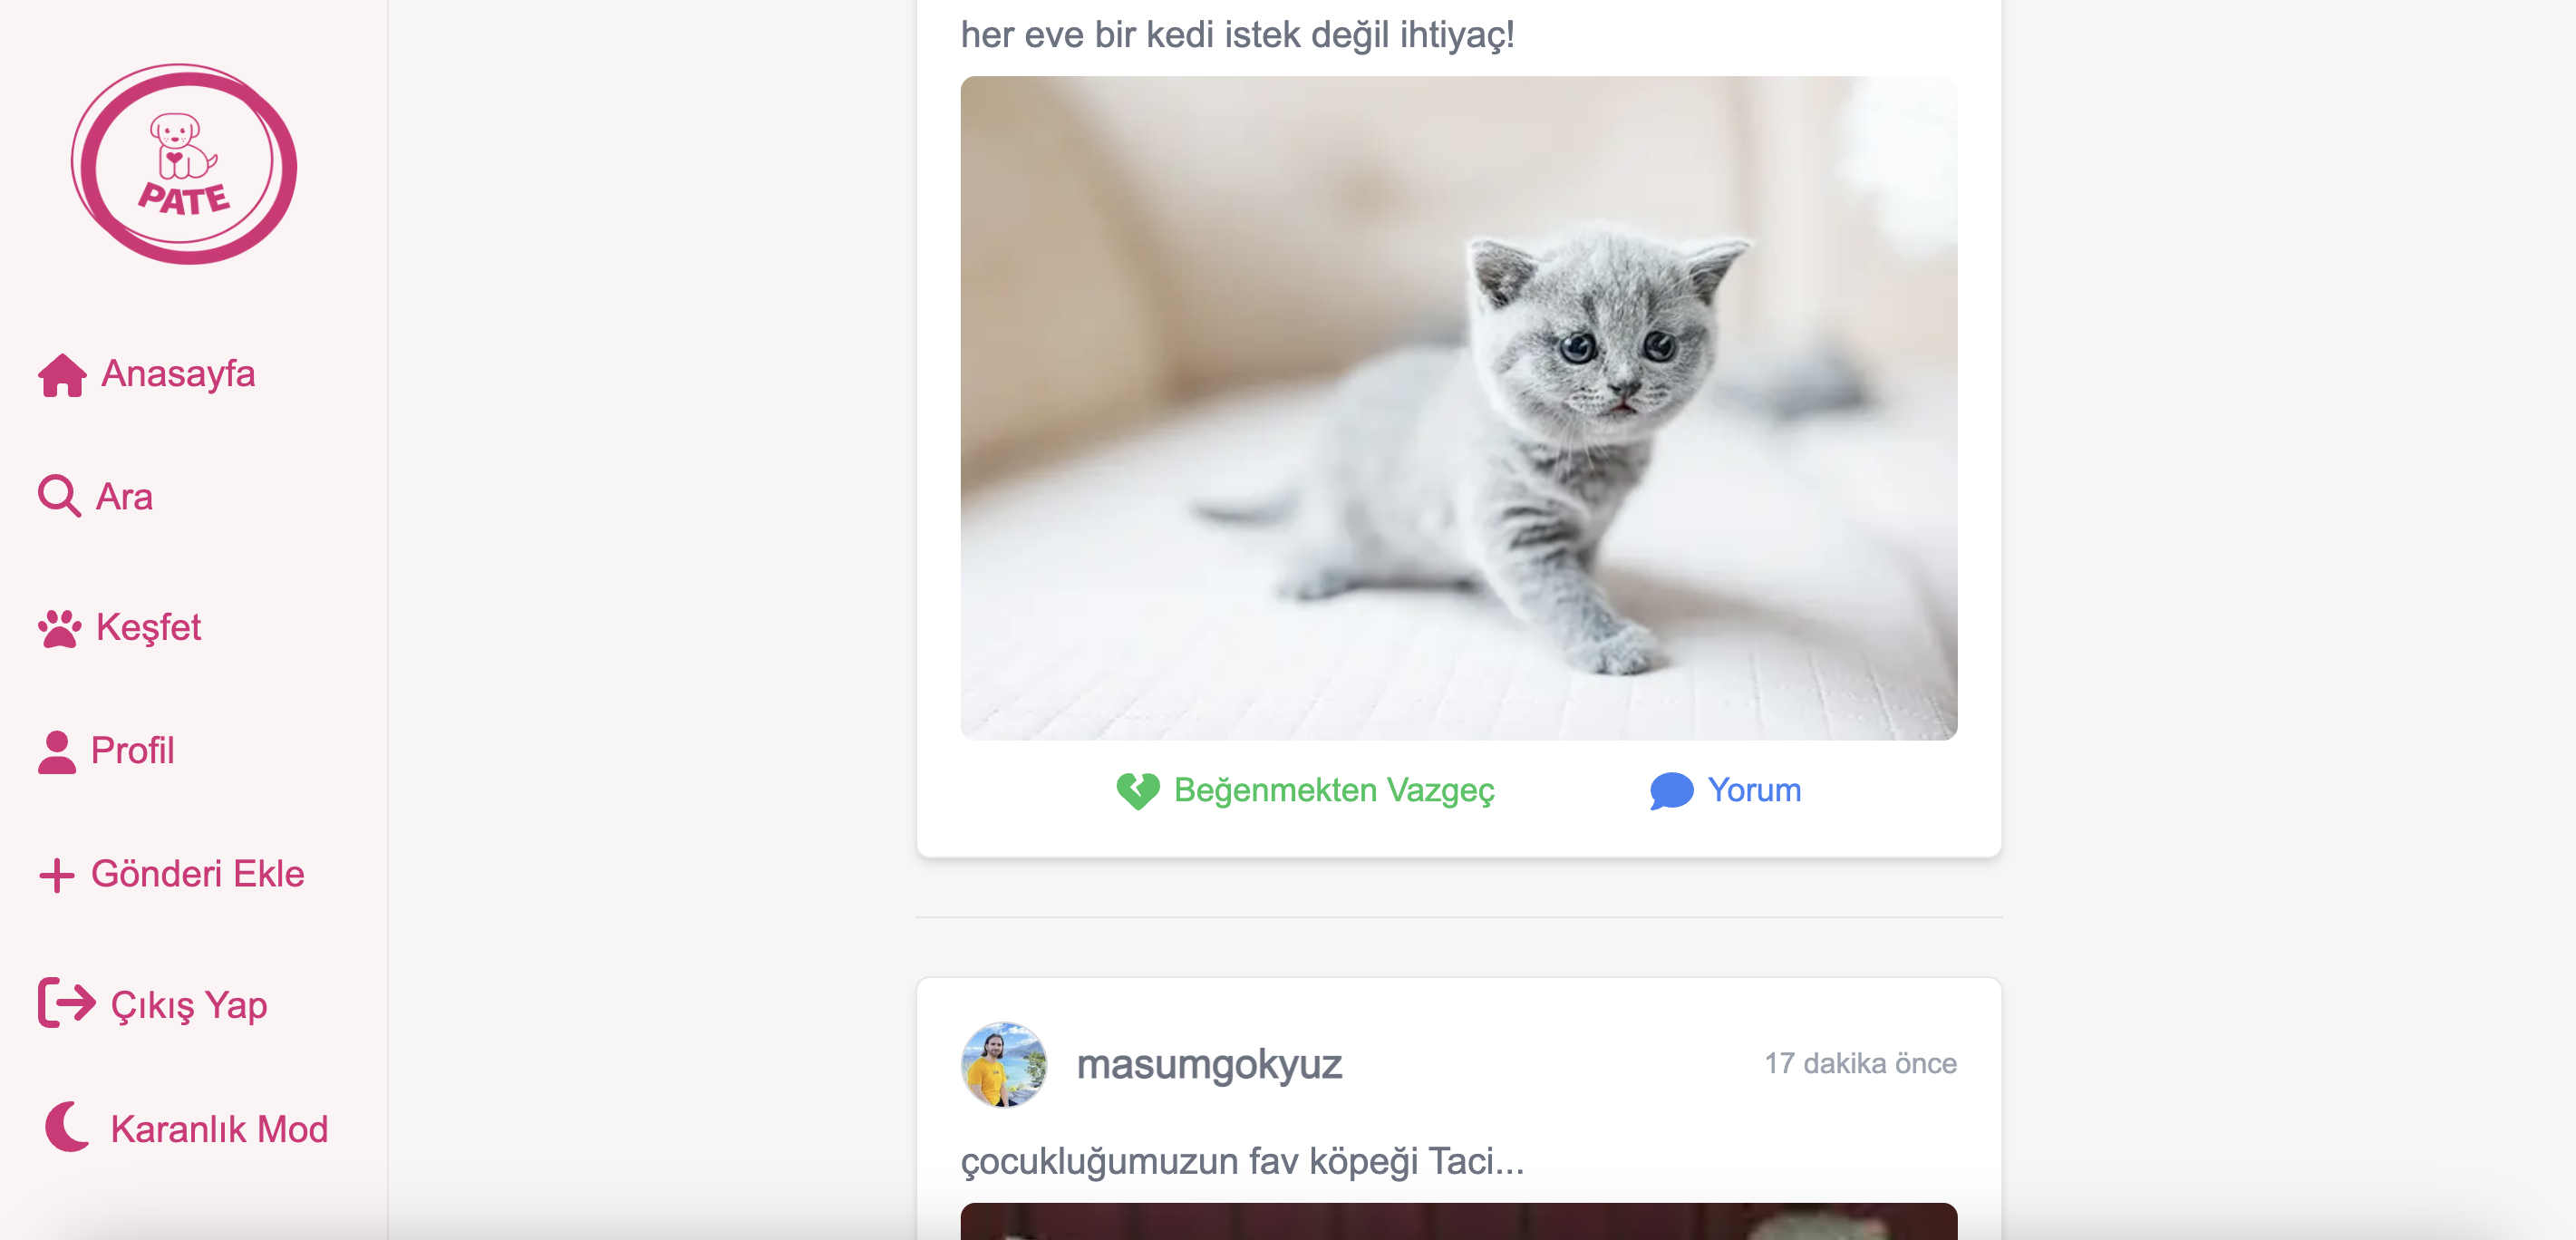 PATE
Anasayfa
Ara
Keşfet
Profil
Gönderi Ekle
Çıkış Yap
Karanlık Mod
her eve bir kedi istek değil ihtiyaç!
Beğenmekten Vazgeç
Yorum
masumgokyuz
17 dakika önce
çocukluğumuzun fav köpeği Taci...